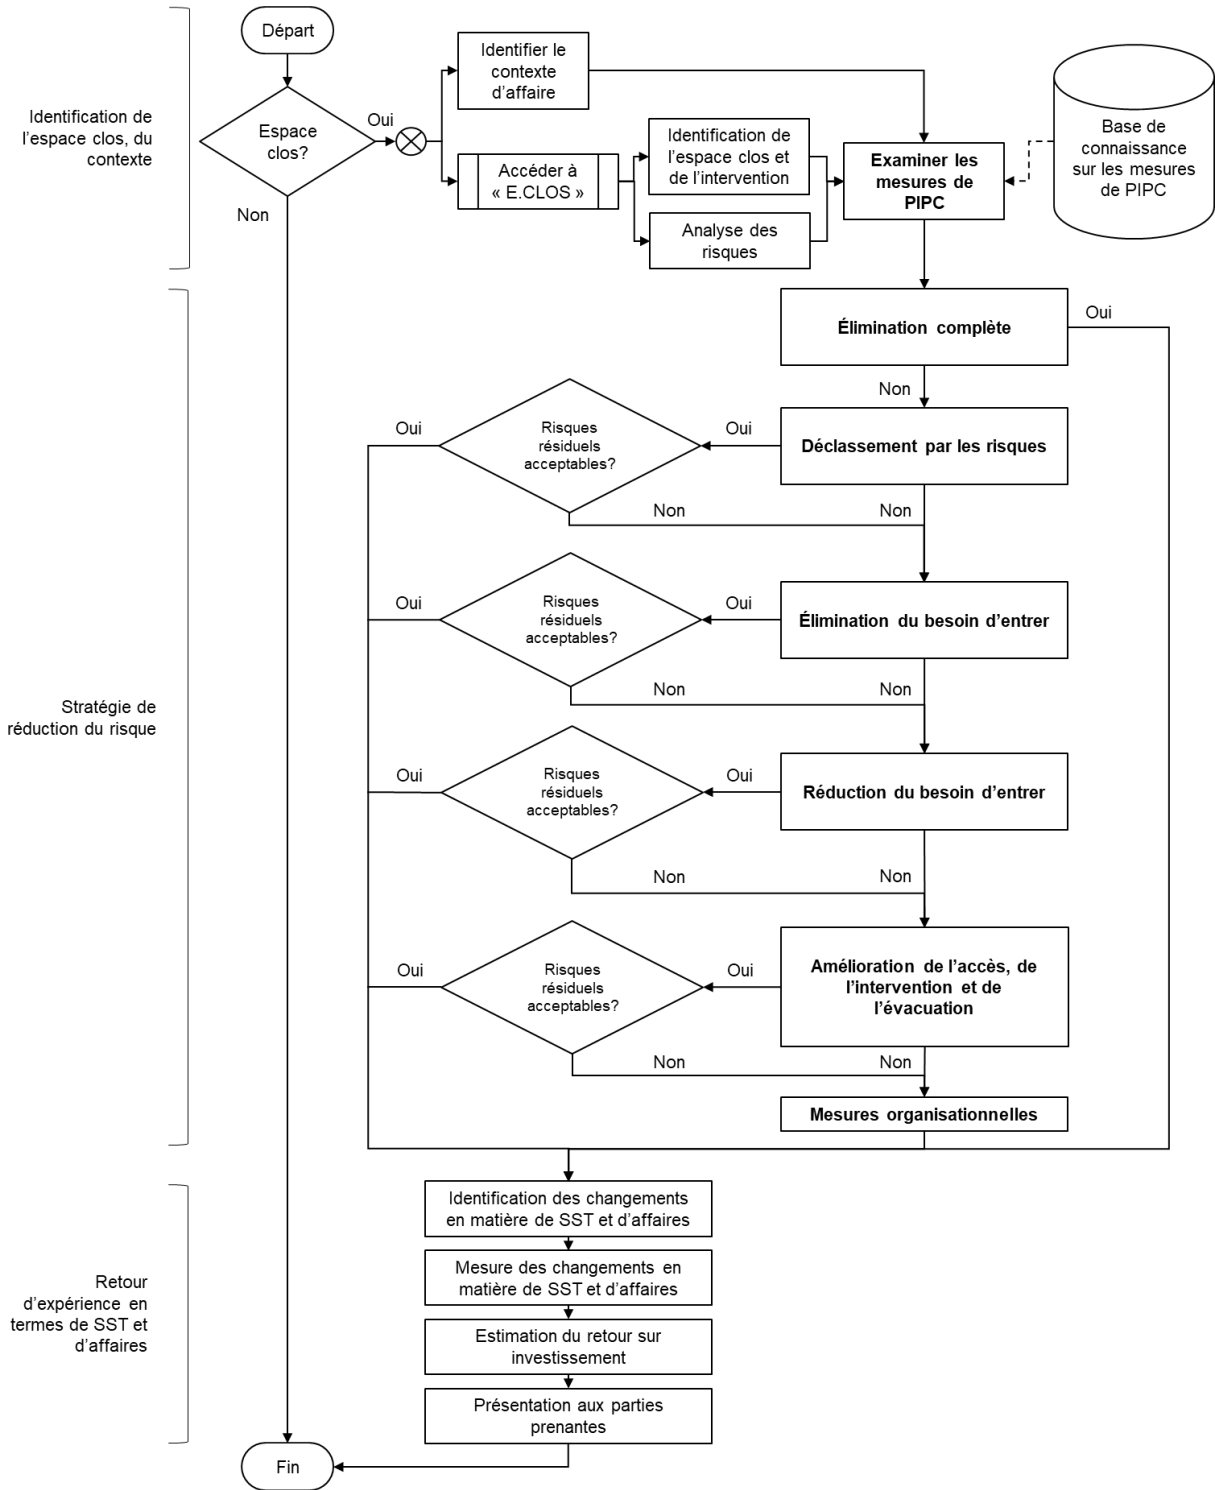 Départ
Identification de
l'espace clos, du
contexte
Espace
clos?
Oui
Non
Identifier le
contexte
d'affaire
Accéder à
« E.CLOS »
Identification de
l'espace clos et
de l'intervention
Analyse des
risques
Examiner les
mesures de
PIPC
Base de
connaissance
sur les mesures
de PIPC
Stratégie de
réduction du risque
Élimination complète
Oui
Non
Déclassement par les risques
Oui
Risques
résiduels
acceptables?
Oui
Non
Non
Élimination du besoin d'entrer
Oui
Risques
résiduels
acceptables?
Oui
Non
Non
Réduction du besoin d'entrer
Oui
Risques
résiduels
acceptables?
Oui
Non
Non
Amélioration de l'accès, de
l'intervention et de
l'évacuation
Oui
Risques
résiduels
acceptables?
Oui
Non
Non
Mesures organisationnelles
Retour
d'expérience en
termes de SST et
d'affaires
Identification des changements
en matière de SST et d'affaires
Mesure des changements en
matière de SST et d'affaires
Estimation du retour sur
investissement
Présentation aux parties
prenantes
Fin